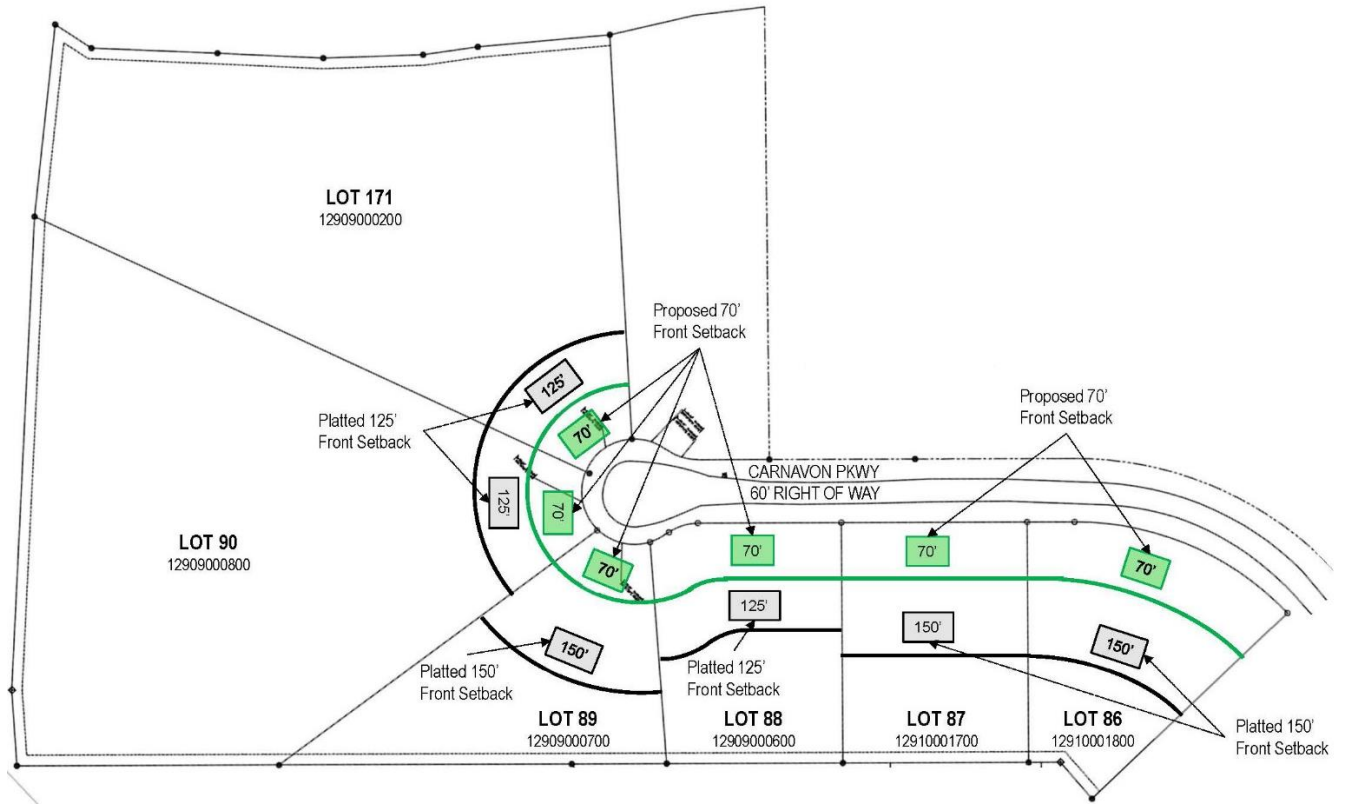 LOT 171
12909000200
Proposed 70'
Front Setback
125'
Platted 125'
Front Setback
70'
Proposed 70'
Front Setback
CARNAVON PKWY
60' RIGHT OF WAY
125'
70'
LOT 90
12909000800
70'
70'
70'
70'
125'
150'
150'
150'
Platted 150'
Front Setback
Platted 125'
Front Setback
LOT 89
12909000700
LOT 88
12909000600
LOT 87
12910001700
LOT 86
12910001800
Platted 150'
Front Setback